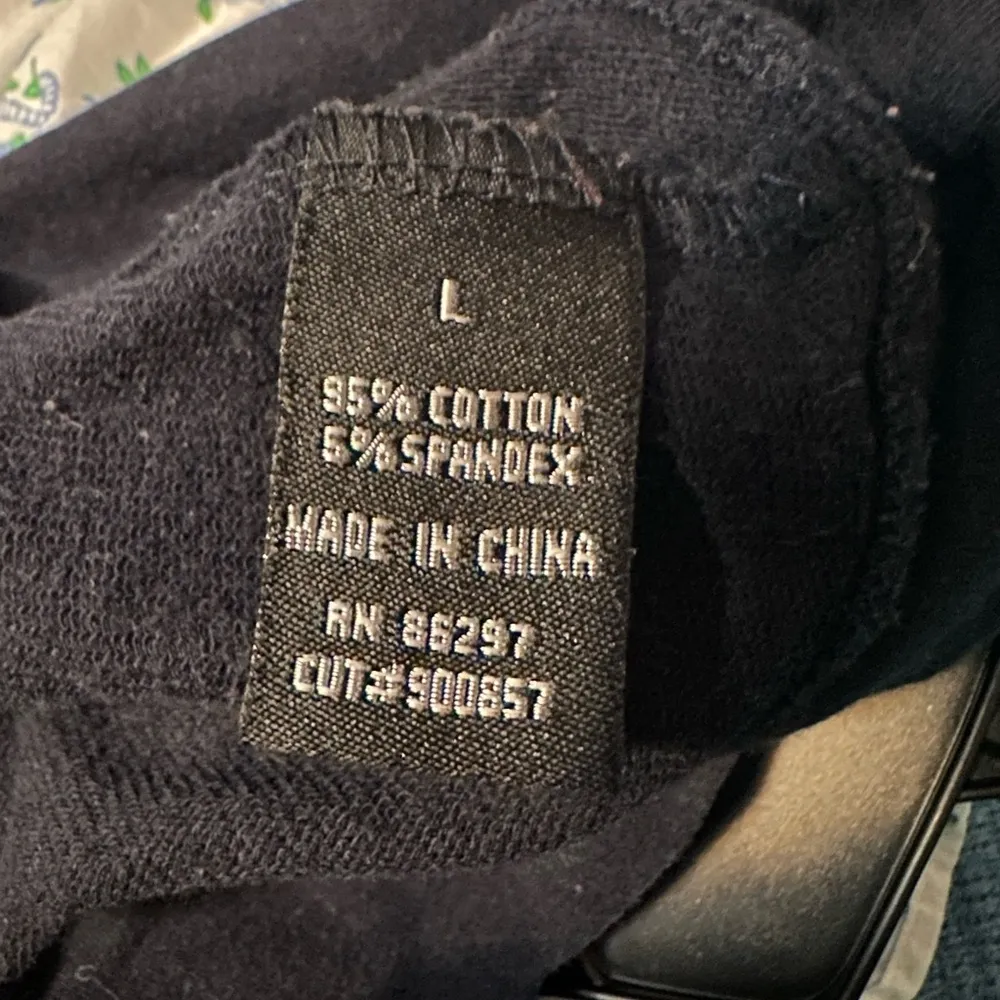 L
95% COTTON
5% SPANDEX
MADE IN CHINA
RN 86297
CUT#900857